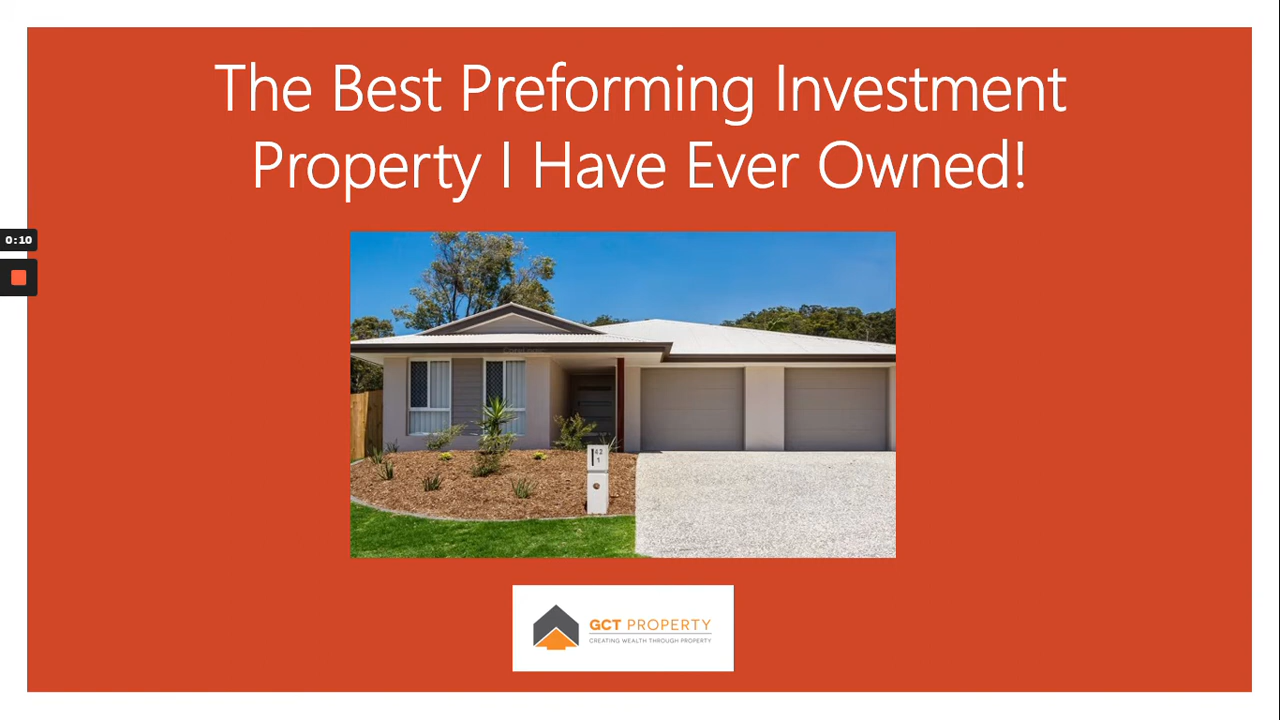 The Best Preforming Investment
Property I Have Ever Owned!
0:10
GCT PROPERTY
CREATING WEALTH THROUGH PROPERTY